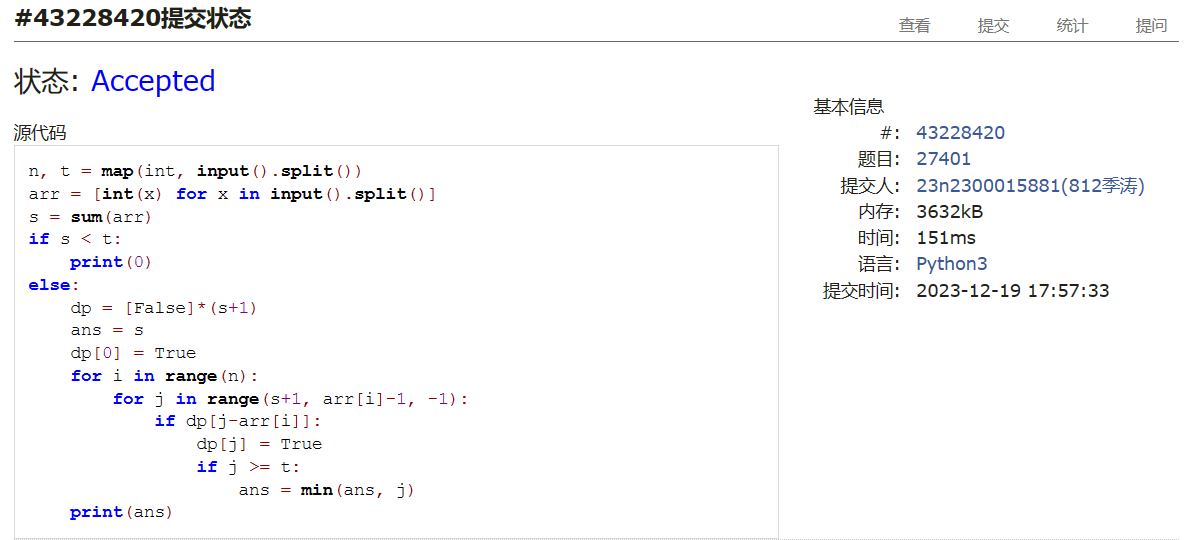 #43228420提交状态
查看 提交 统计 提问
状态: Accepted
源代码
n, t = map(int, input().split())
arr = [int(x) for x in input().split()]
s = sum(arr)
if s < t:
    print(0)
else:
    dp = [False]*(s+1)
    ans = s
    dp[0] = True
    for i in range(n):
        for j in range(s+1, arr[i]-1, -1):
            if dp[j-arr[i]]:
                dp[j] = True
                if j >= t:
                    ans = min(ans, j)
    print(ans)
基本信息
#: 43228420
题目: 27401
提交人: 23n2300015881(812季涛)
内存: 3632kB
时间: 151ms
语言: Python3
提交时间: 2023-12-19 17:57:33